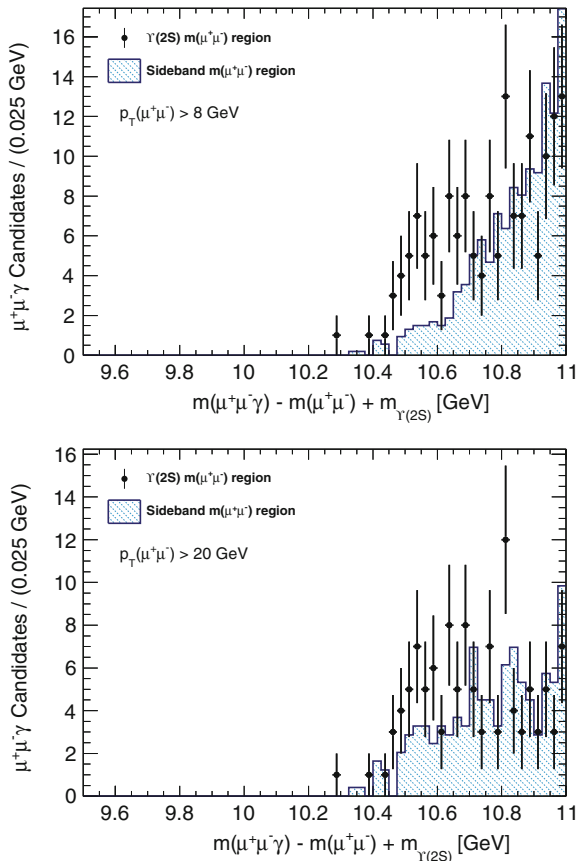 16
14
12
10
8
6
4
2
0
μ⁺μ⁻γ Candidates / (0.025 GeV)
ϒ(2S) m(μ⁺μ⁻) region
Sideband m(μ⁺μ⁻) region
p_T(μ⁺μ⁻) > 8 GeV
9.6 9.8 10 10.2 10.4 10.6 10.8 11
m(μ⁺μ⁻γ) - m(μ⁺μ⁻) + m_ϒ(2S) [GeV]
16
14
12
10
8
6
4
2
0
μ⁺μ⁻γ Candidates / (0.025 GeV)
ϒ(2S) m(μ⁺μ⁻) region
Sideband m(μ⁺μ⁻) region
p_T(μ⁺μ⁻) > 20 GeV
9.6 9.8 10 10.2 10.4 10.6 10.8 11
m(μ⁺μ⁻γ) - m(μ⁺μ⁻) + m_ϒ(2S) [GeV]